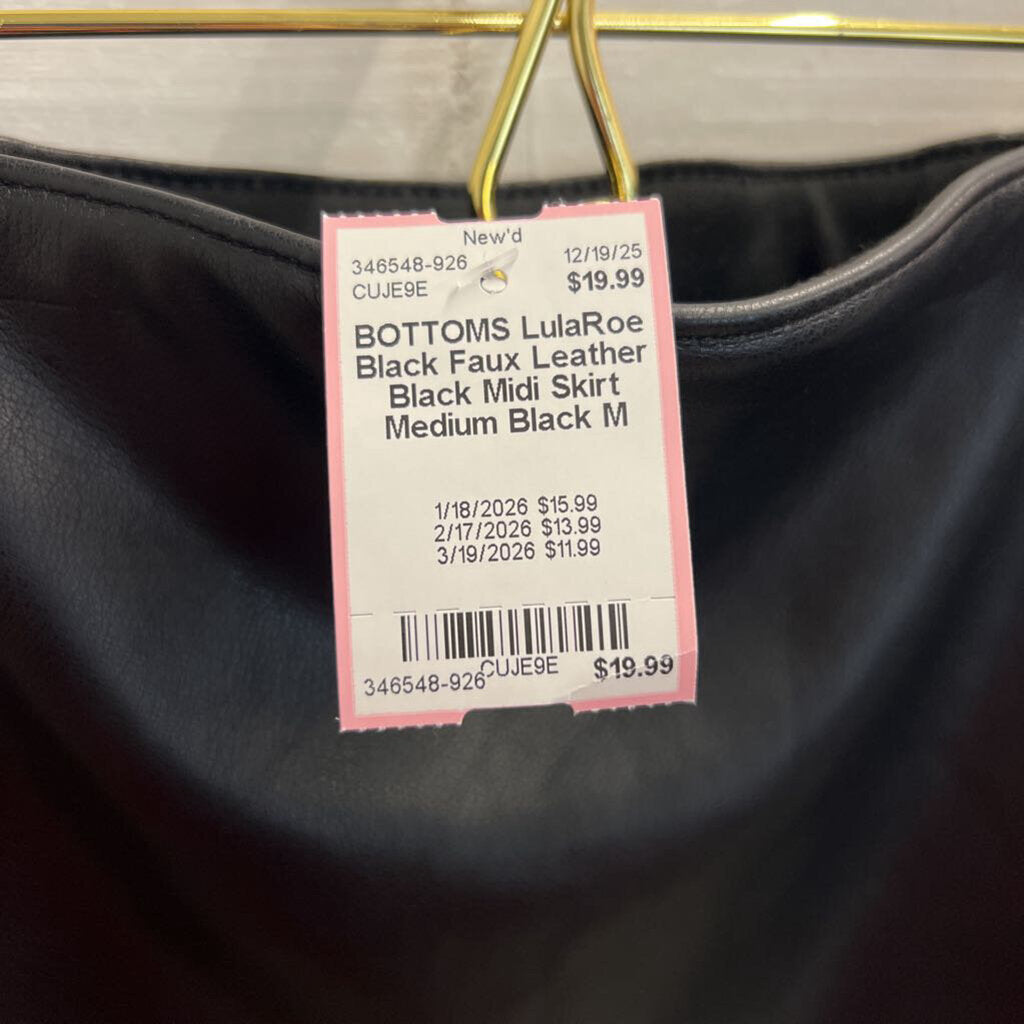 New'd
346548-926 12/19/25
CUJE9E $19.99
BOTTOMS LulaRoe
Black Faux Leather
Black Midi Skirt
Medium Black M
1/18/2026 $15.99
2/17/2026 $13.99
3/19/2026 $11.99
346548-926 CUJE9E $19.99